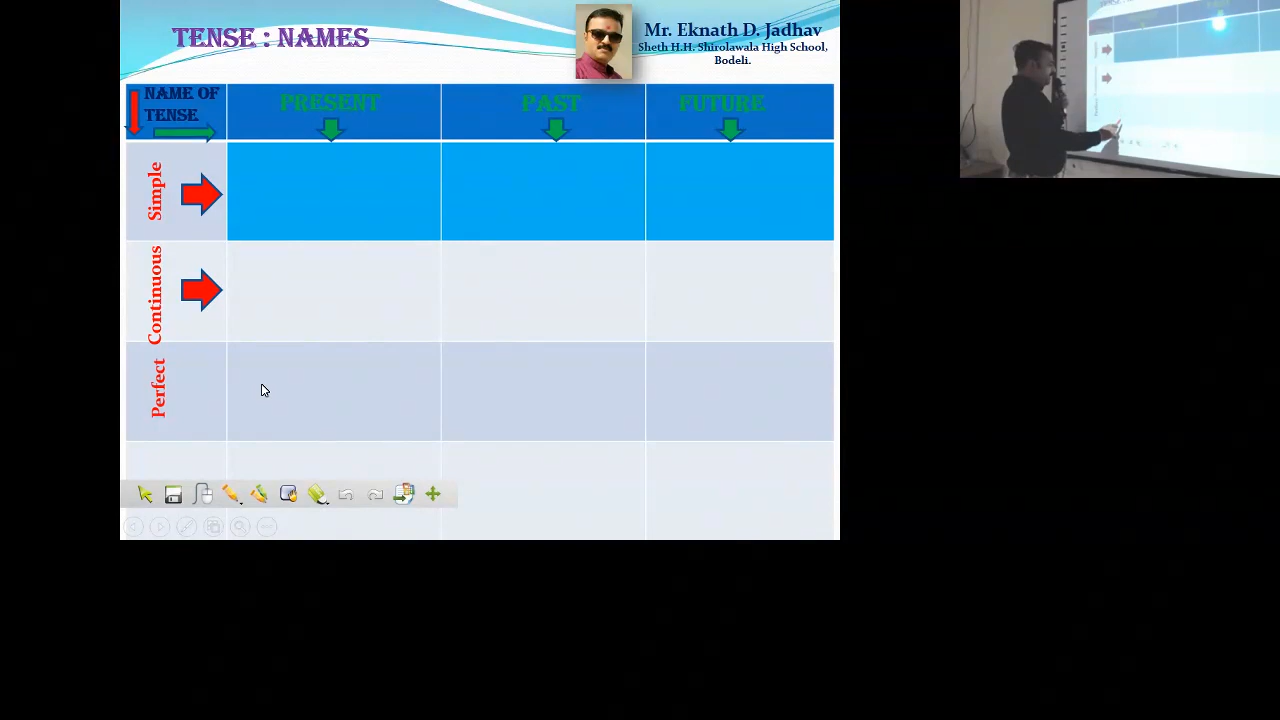 TENSE : NAMES
Mr. Eknath D. Jadhav
Sheth H.H. Shirolawala High School,
Bodeli.
NAME OF
TENSE
PRESENT
PAST
FUTURE
Simple
Continuous
Perfect